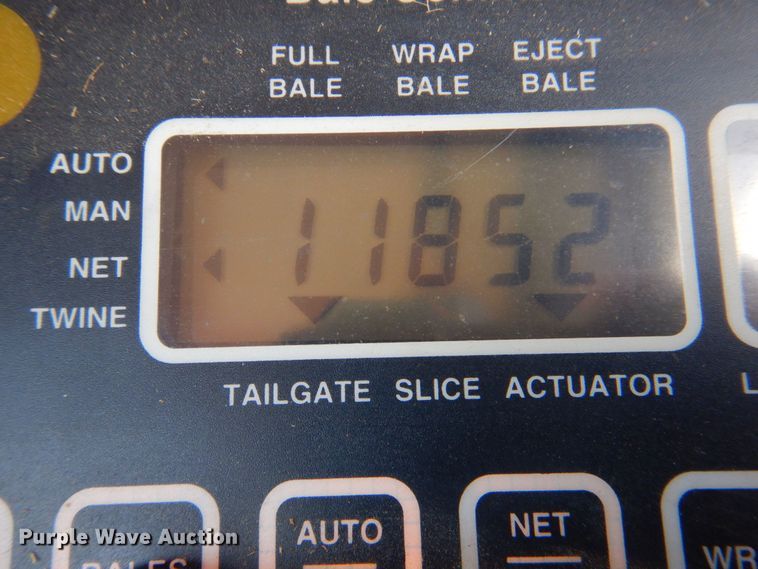 FULL BALE WRAP BALE EJECT BALE
AUTO
MAN
NET
TWINE
11852
TAILGATE SLICE ACTUATOR
AUTO
NET
BALES
Purple Wave Auction